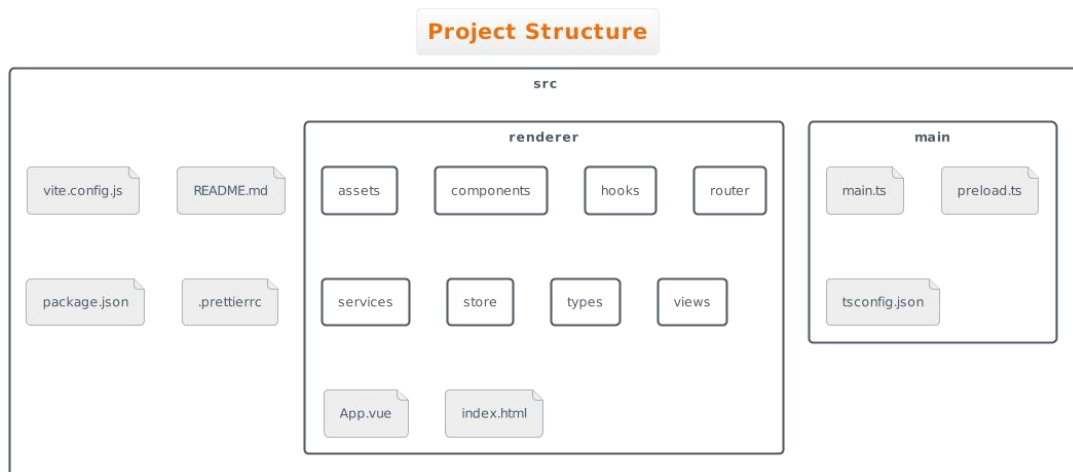 Project Structure
src
renderer
main
vite.config.js
README.md
assets
components
hooks
router
main.ts
preload.ts
package.json
.prettierrc
services
store
types
views
tsconfig.json
App.vue
index.html